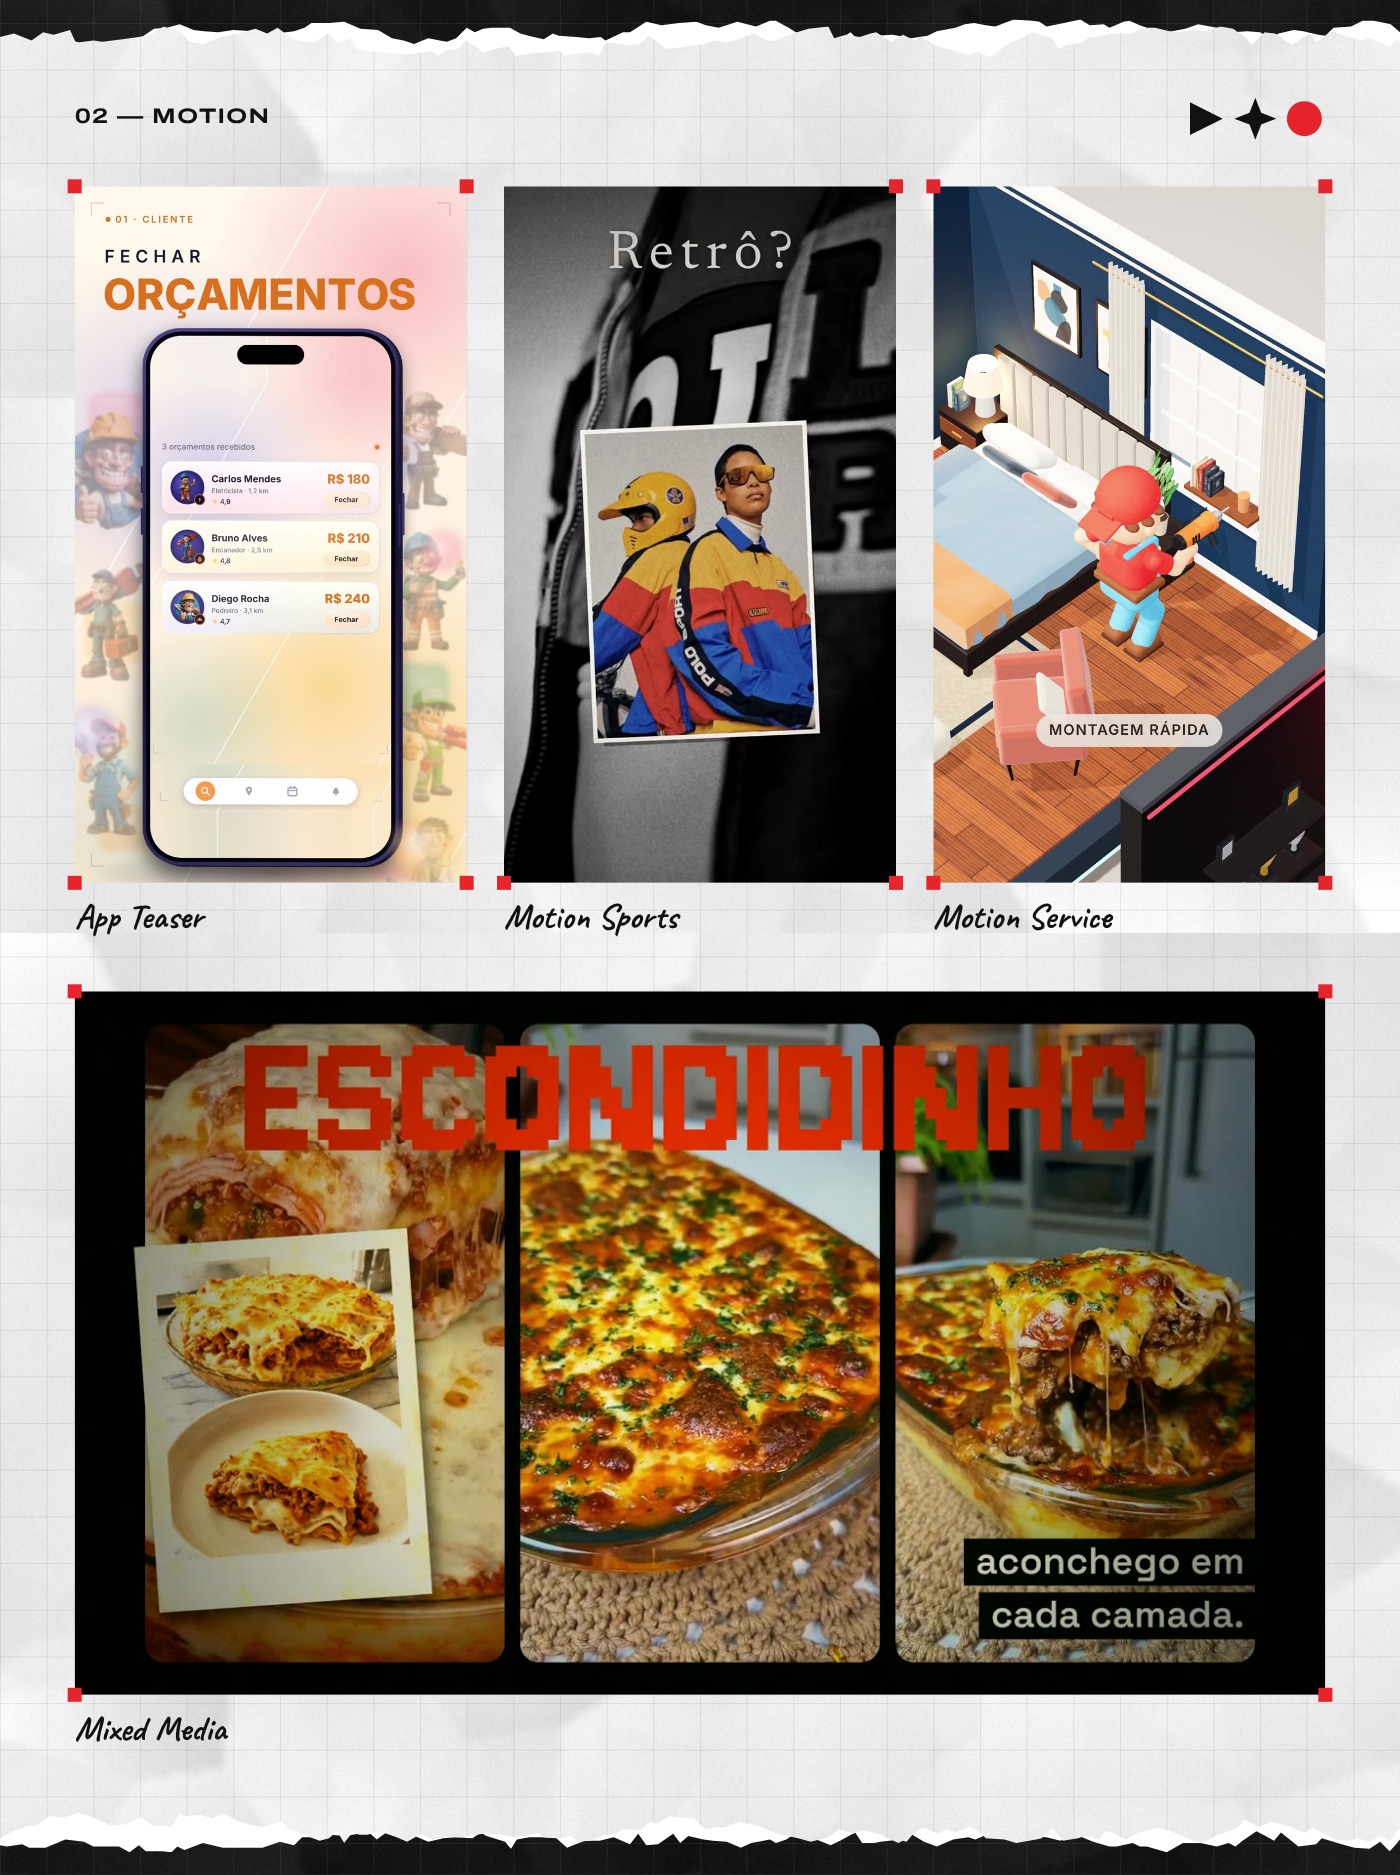 02 — MOTION
01 · CLIENTE
FECHAR
ORÇAMENTOS
3 orçamentos recebidos
Carlos Mendes
R$ 180
Eletricista · 1,2 km
4,9
Fechar
Bruno Alves
R$ 210
Encanador · 2,5 km
4,8
Fechar
Diego Rocha
R$ 240
Pedreiro · 3,1 km
4,7
Fechar
Retrô?
POLO
MONTAGEM RÁPIDA
App Teaser
Motion Sports
Motion Service
ESCONDIDINHO
aconchego em
cada camada.
Mixed Media